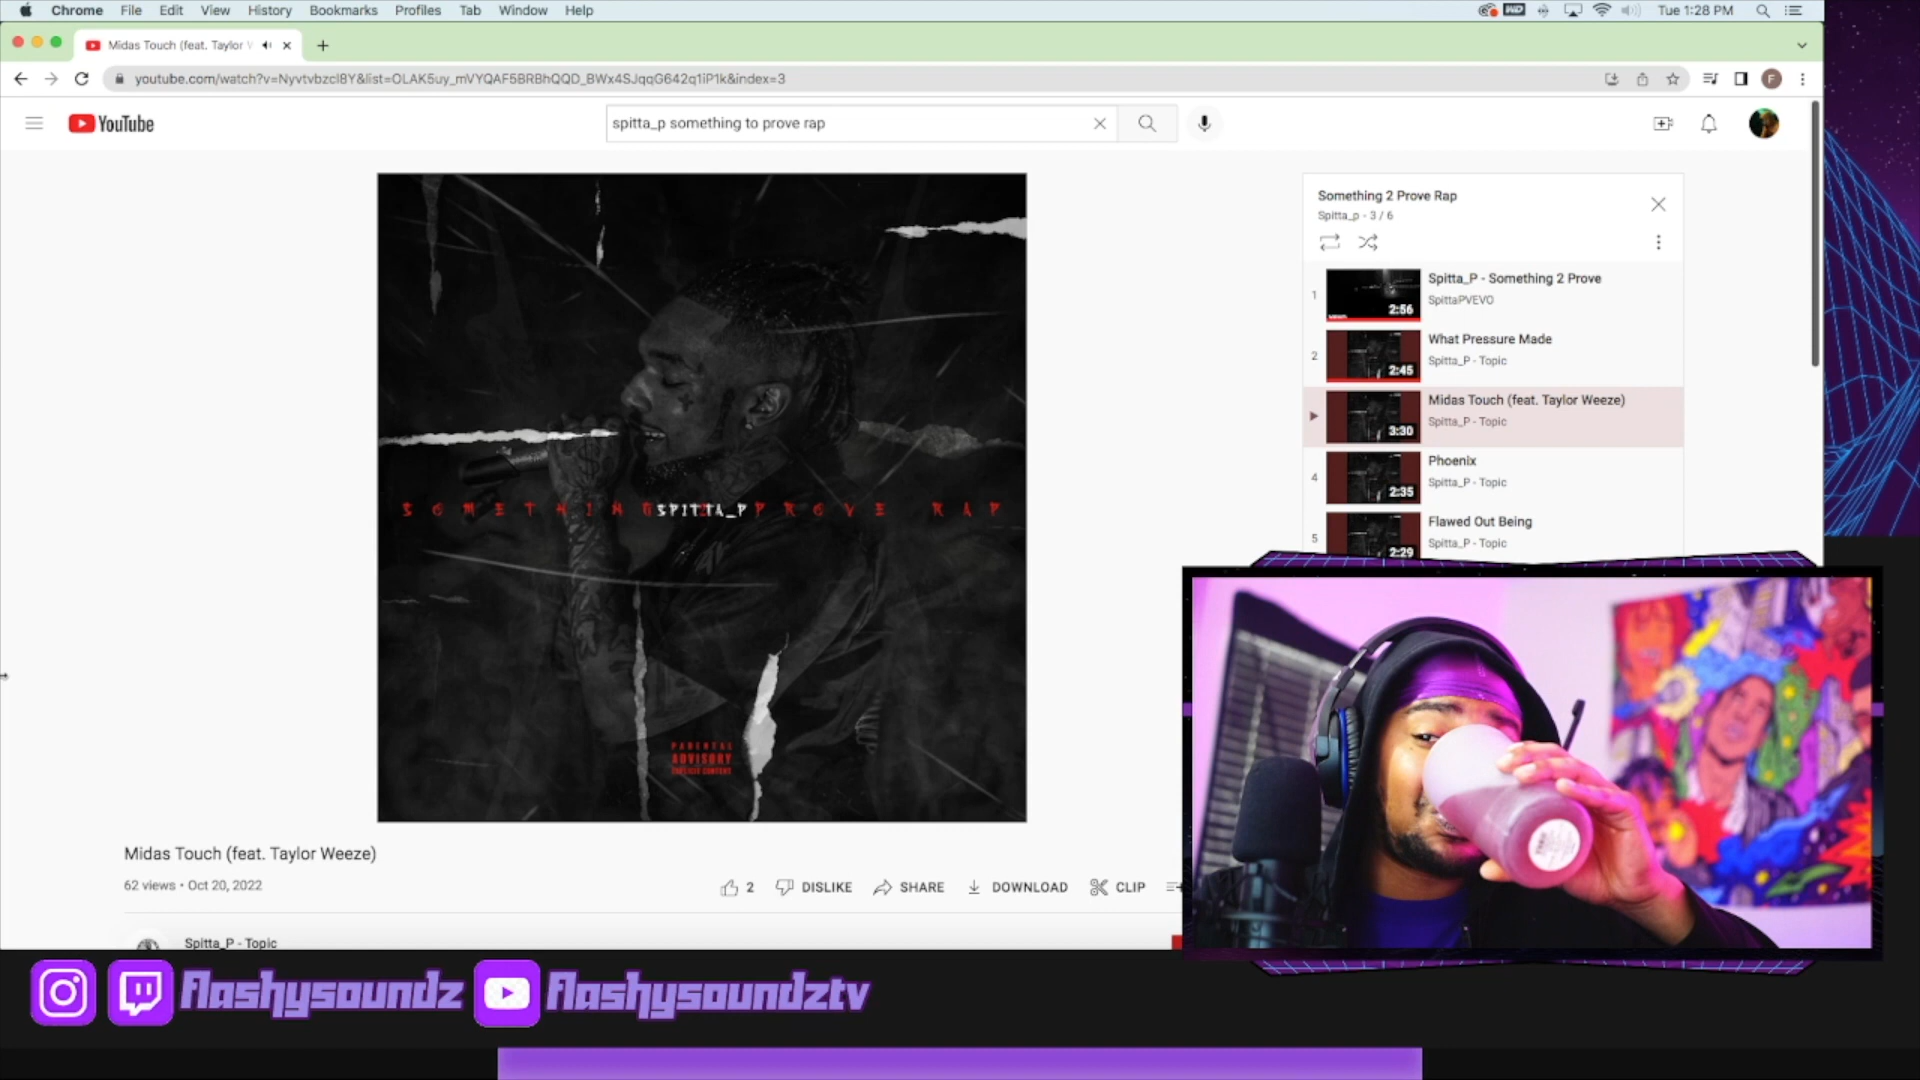 Chrome File Edit View History Bookmarks Profiles Tab Window Help Tue 1:28 PM
Midas Touch (feat. Taylor
youtube.com/watch?v=Nyvtvbzcl8Y&list=OLAK5uy_mVYQAF5BRBhQQD_BWx4SJqqG642q1iP1k&index=3
F
YouTube
spitta_p something to prove rap
SPITTA_P
PROVE RAP
PARENTAL
ADVISORY
EXPLICIT CONTENT
Something 2 Prove Rap
Spitta_p - 3 / 6
1
2:56
Spitta_P - Something 2 Prove
SpittaPVEVO
2
2:45
What Pressure Made
Spitta_P - Topic
3:30
Midas Touch (feat. Taylor Weeze)
Spitta_P - Topic
4
2:35
Phoenix
Spitta_P - Topic
5
2:29
Flawed Out Being
Spitta_P - Topic
Midas Touch (feat. Taylor Weeze)
62 views • Oct 20, 2022
2 DISLIKE SHARE DOWNLOAD CLIP
Spitta_P - Topic
flashysoundz flashysoundztv